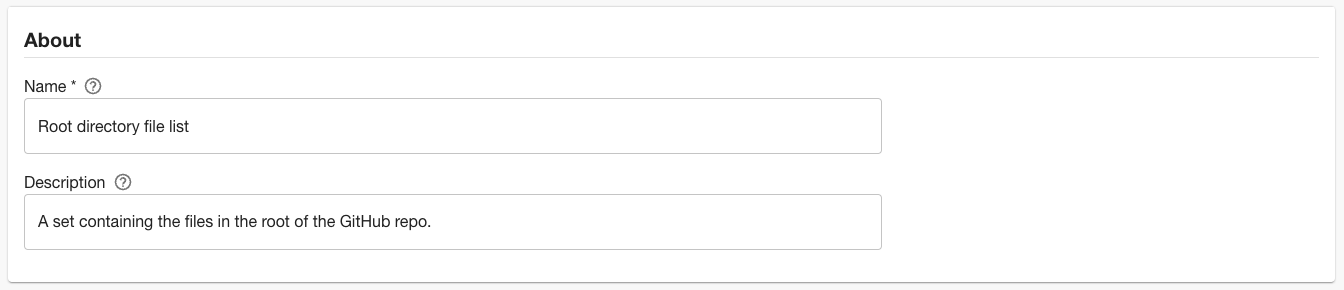 About
Name *
Root directory file list
Description
A set containing the files in the root of the GitHub repo.